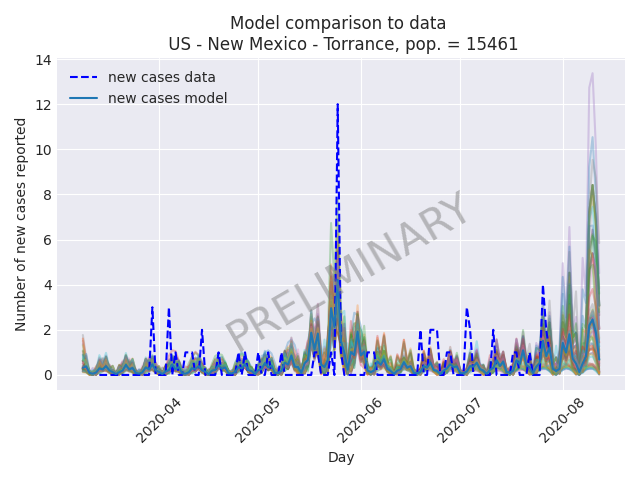 Model comparison to data
US - New Mexico - Torrance, pop. = 15461
14
12
10
8
6
4
2
0
Number of new cases reported
new cases data
new cases model
PRELIMINARY
2020-04
2020-05
2020-06
2020-07
2020-08
Day